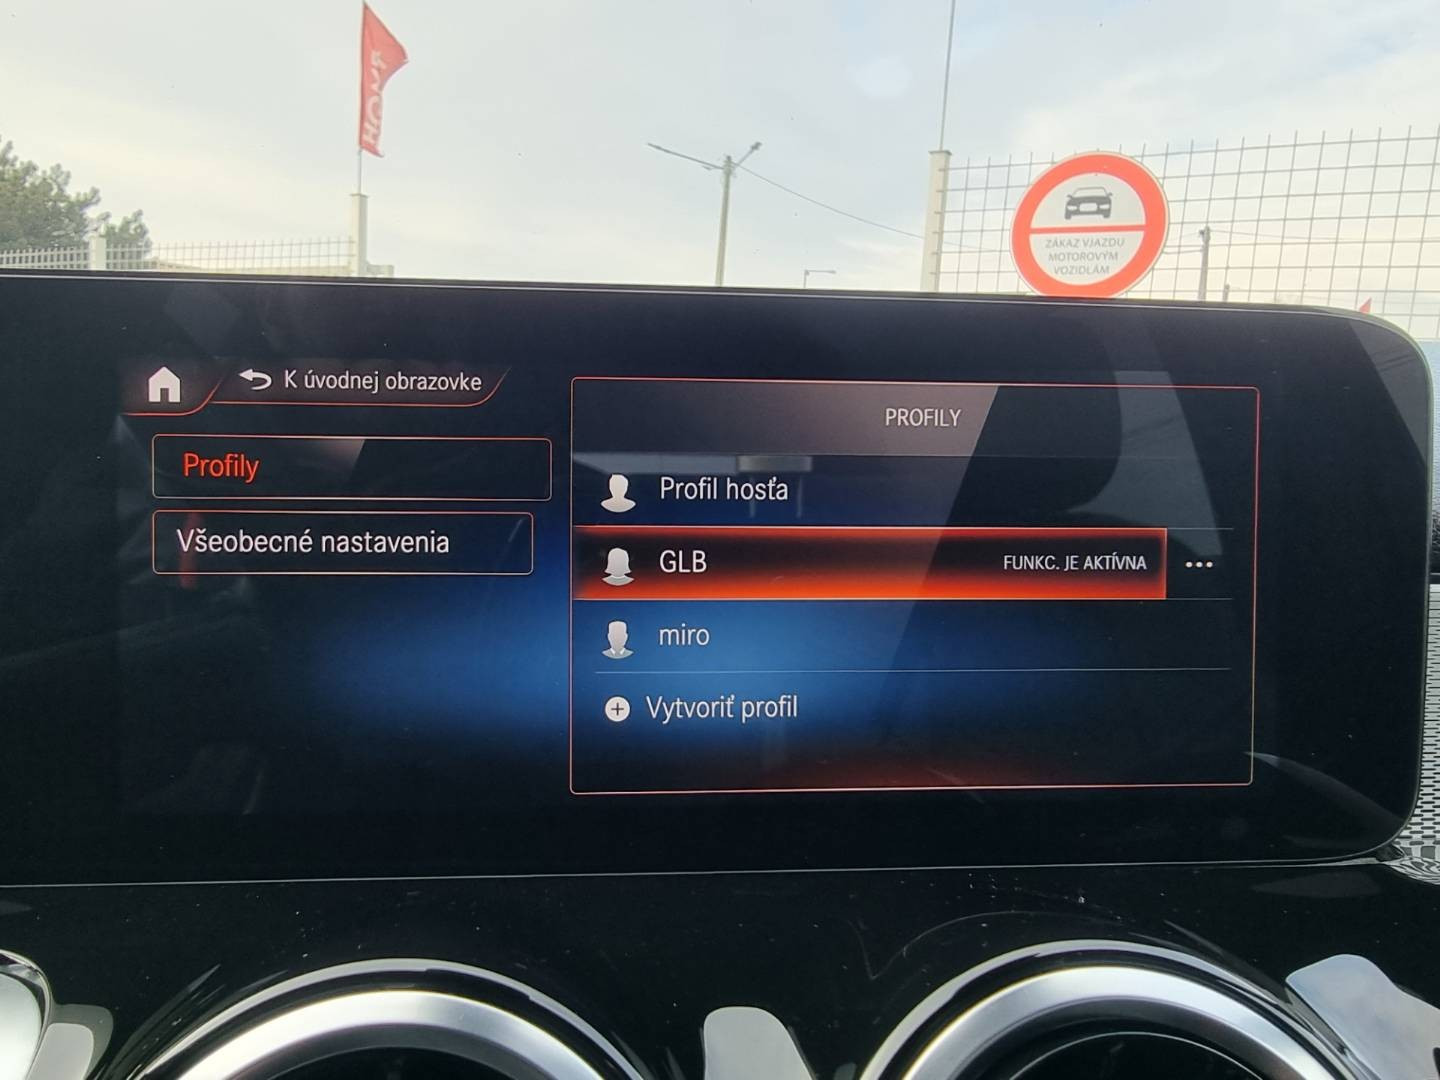 HOME
ZÁKAZ VJAZDU
MOTOROVÝM
VOZIDLÁM
K úvodnej obrazovke
Profily
Všeobecné nastavenia
PROFILY
Profil hosťa
GLB
FUNKC. JE AKTÍVNA
miro
Vytvoriť profil